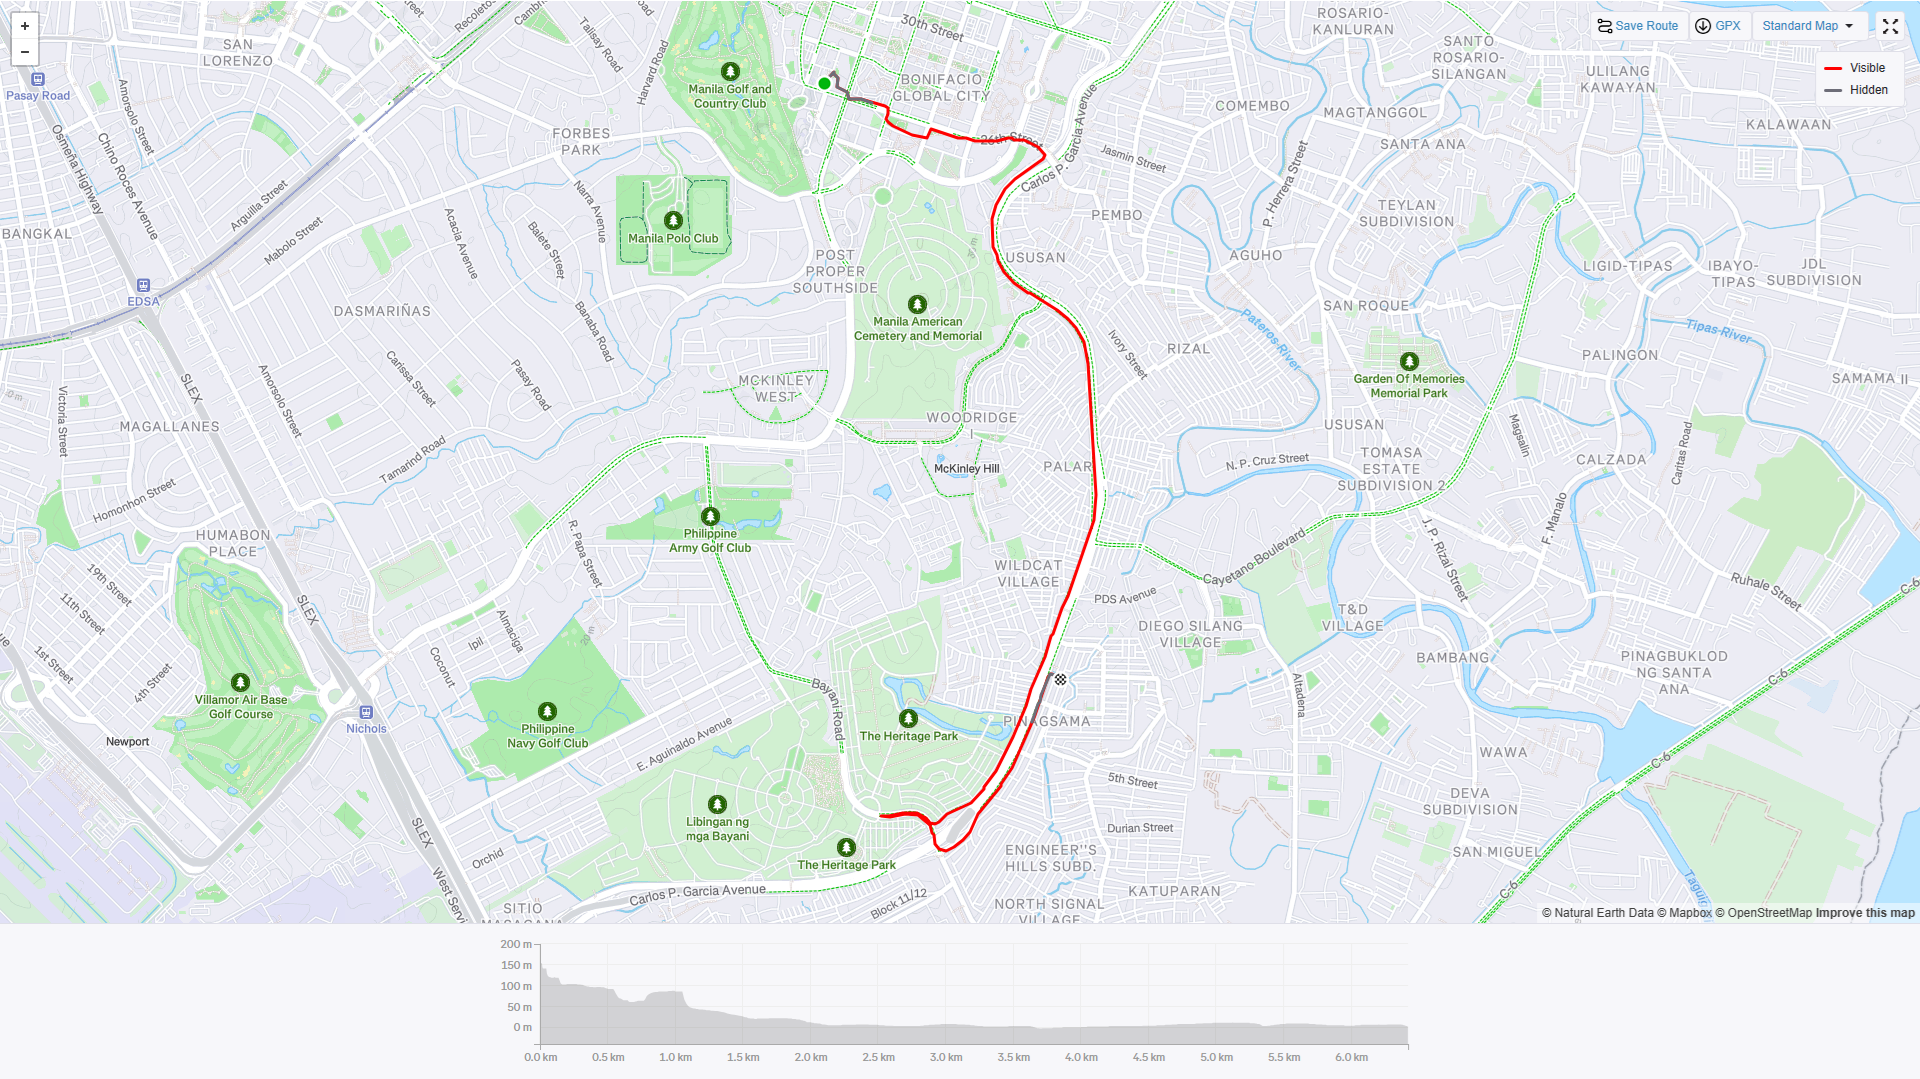 +
−
Save Route
GPX
Standard Map
Visible
Hidden
30th Street
Recoletos
Talisay Road
Harvard Road
SAN
LORENZO
Pasay Road
Amorsolo Street
Chino Roces Avenue
Osmeña Highway
Manila Golf and
Country Club
BONIFACIO
GLOBAL CITY
26th Street
Carlos P. Garcia Avenue
Jasmin Street
Carlos P.
COMEMBO
ROSARIO-
KANLURAN
SANTO
ROSARIO-
SILANGAN
ULILANG
KAWAYAN
MAGTANGGOL
KALAWAAN
SANTA ANA
P. Herrera Street
FORBES
PARK
Arguilla Street
Mabolo Street
Narra Avenue
Acacia Avenue
Balete Street
Banaba Road
Manila Polo Club
BANGKAL
EDSA
POST
PROPER
SOUTHSIDE
PEMBO
TEYLAN
SUBDIVISION
AGUHO
USUSAN
LIGID-TIPAS
IBAYO-
TIPAS
JDL
SUBDIVISION
DASMARIÑAS
Manila American
Cemetery and Memorial
SAN ROQUE
Pateros River
Tipas River
RIZAL
Ivory Street
PALINGON
SAMAMA II
Garden Of Memories
Memorial Park
SLEX
Carissa Street
Pasay Road
Amorsolo Street
Victoria Street
MCKINLEY
WEST
WOODRIDGE
I
MAGALLANES
Tamarind Road
USUSAN
Magsalin
Caritas Road
McKinley Hill
PALAR
N. P. Cruz Street
TOMASA
ESTATE
SUBDIVISION 2
CALZADA
Homonhon Street
HUMABON
PLACE
Philippine
Army Golf Club
R. Papa Street
F. Manalo
J. P. Rizal Street
WILDCAT
VILLAGE
Cayetano Boulevard
PDS Avenue
Ruhale Street
C-6
19th Street
11th Street
1st Street
4th Street
SLEX
Almaciga
Ipil
Coconut
20 m
DIEGO SILANG
VILLAGE
T&D
VILLAGE
BAMBANG
PINAGBUKLOD
NG SANTA
ANA
C-6
Villamor Air Base
Golf Course
Nichols
Newport
Philippine
Navy Golf Club
Bayani Road
E. Aguinaldo Avenue
The Heritage Park
PINAGSAMA
Altadena
WAWA
C-6
5th Street
DEVA
SUBDIVISION
Libingan ng
mga Bayani
The Heritage Park
Durian Street
SLEX
Orchid
ENGINEER''S
HILLS SUBD.
SAN MIGUEL
KATUPARAN
West Servi
Carlos P. Garcia Avenue
Block 11/12
NORTH SIGNAL
VILLAGE
SITIO
MASAGANA
C-6
© Natural Earth Data © Mapbox © OpenStreetMap Improve this map
200 m
150 m
100 m
50 m
0 m
0.0 km 0.5 km 1.0 km 1.5 km 2.0 km 2.5 km 3.0 km 3.5 km 4.0 km 4.5 km 5.0 km 5.5 km 6.0 km